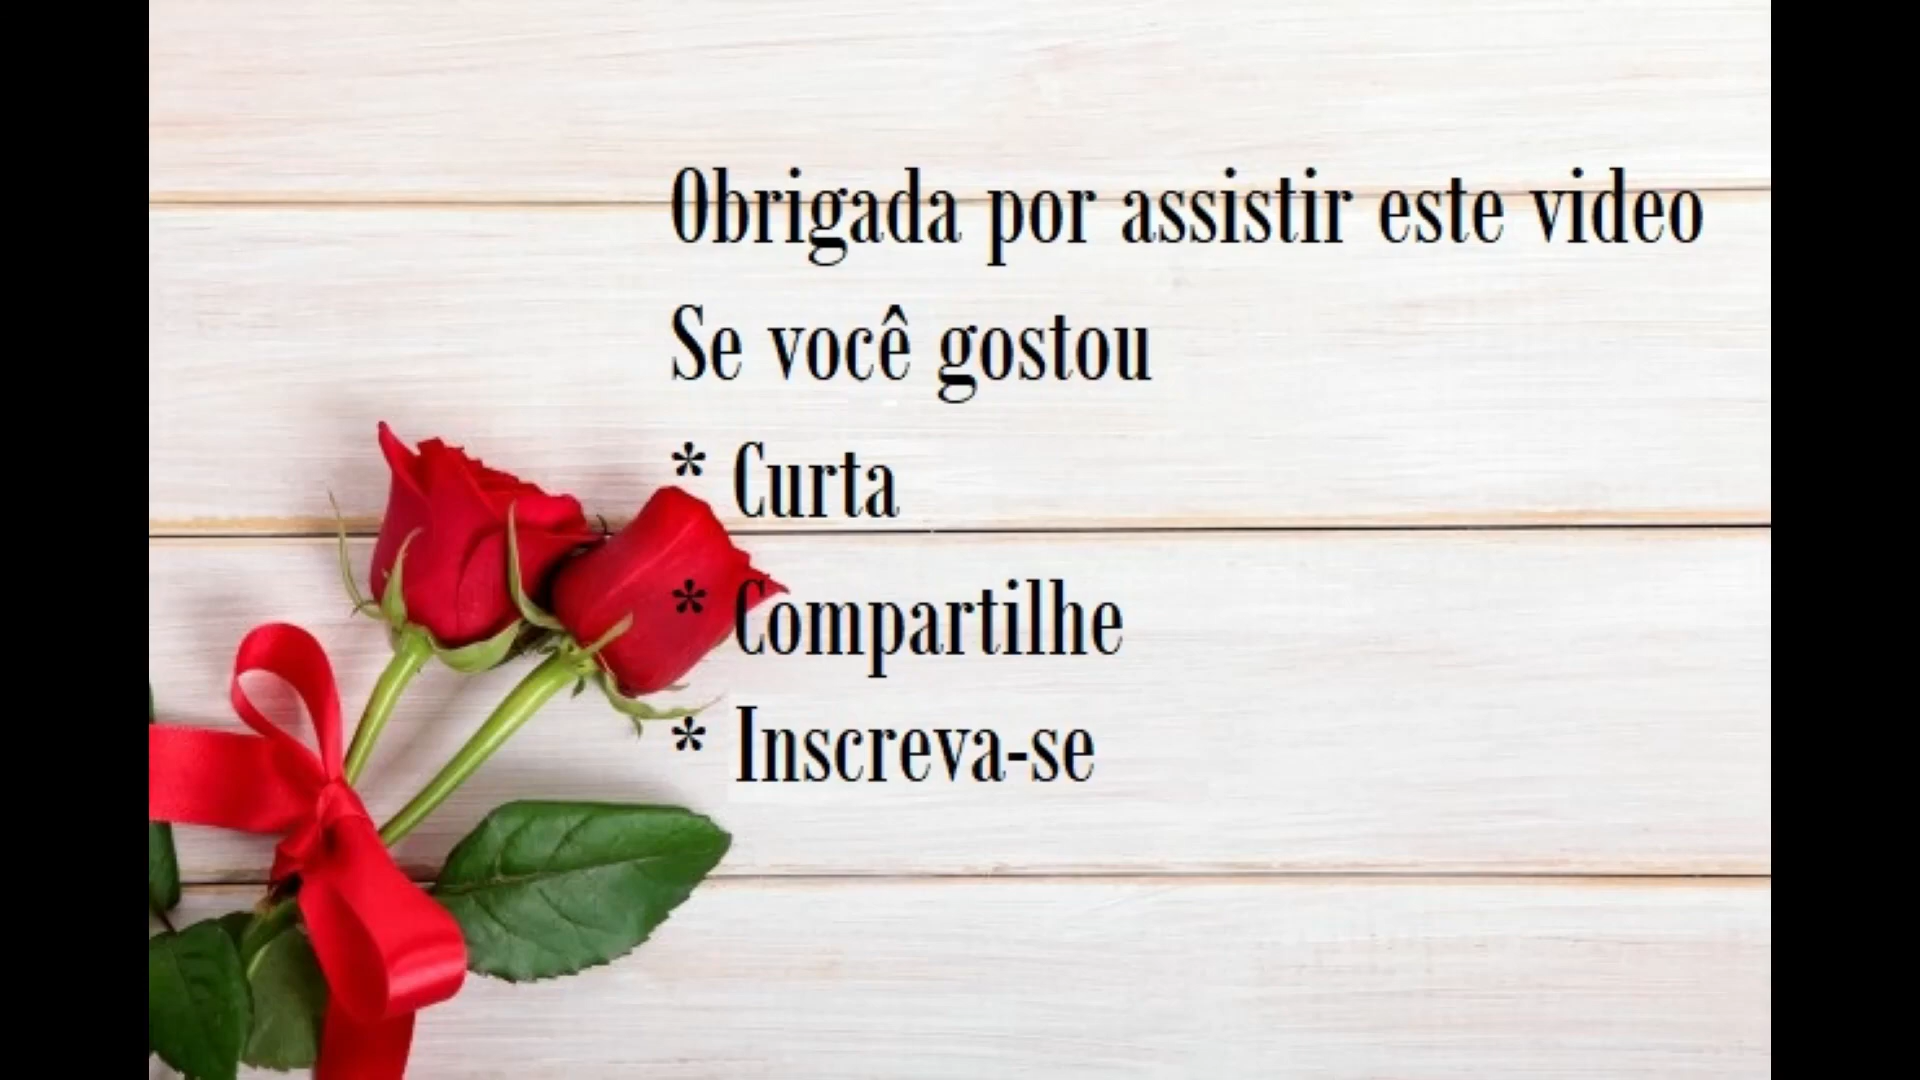 Obrigada por assistir este video
Se você gostou
* Curta
* Compartilhe
* Inscreva-se